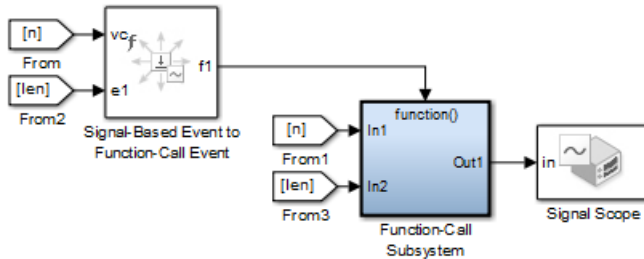 [n]
From
[len]
From2
vc
e1
f1
Signal-Based Event to
Function-Call Event
function()
[n]
From1
In1
[len]
From3
In2
Out1
Function-Call
Subsystem
in
Signal Scope